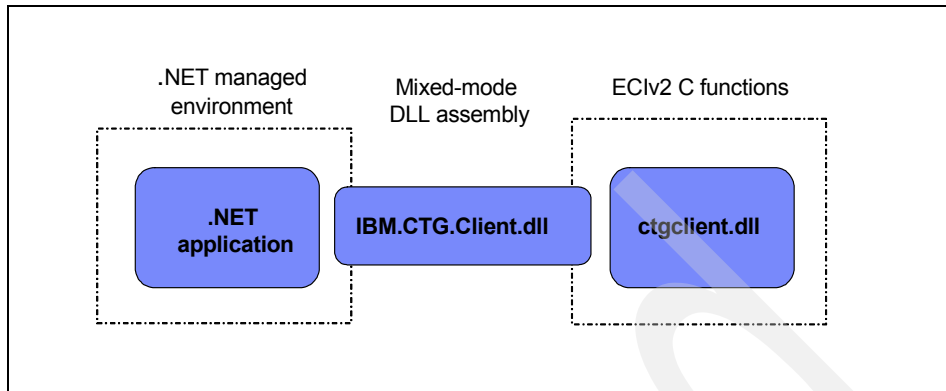 .NET managed
environment
Mixed-mode
DLL assembly
ECIv2 C functions
.NET
application
IBM.CTG.Client.dll
ctgclient.dll